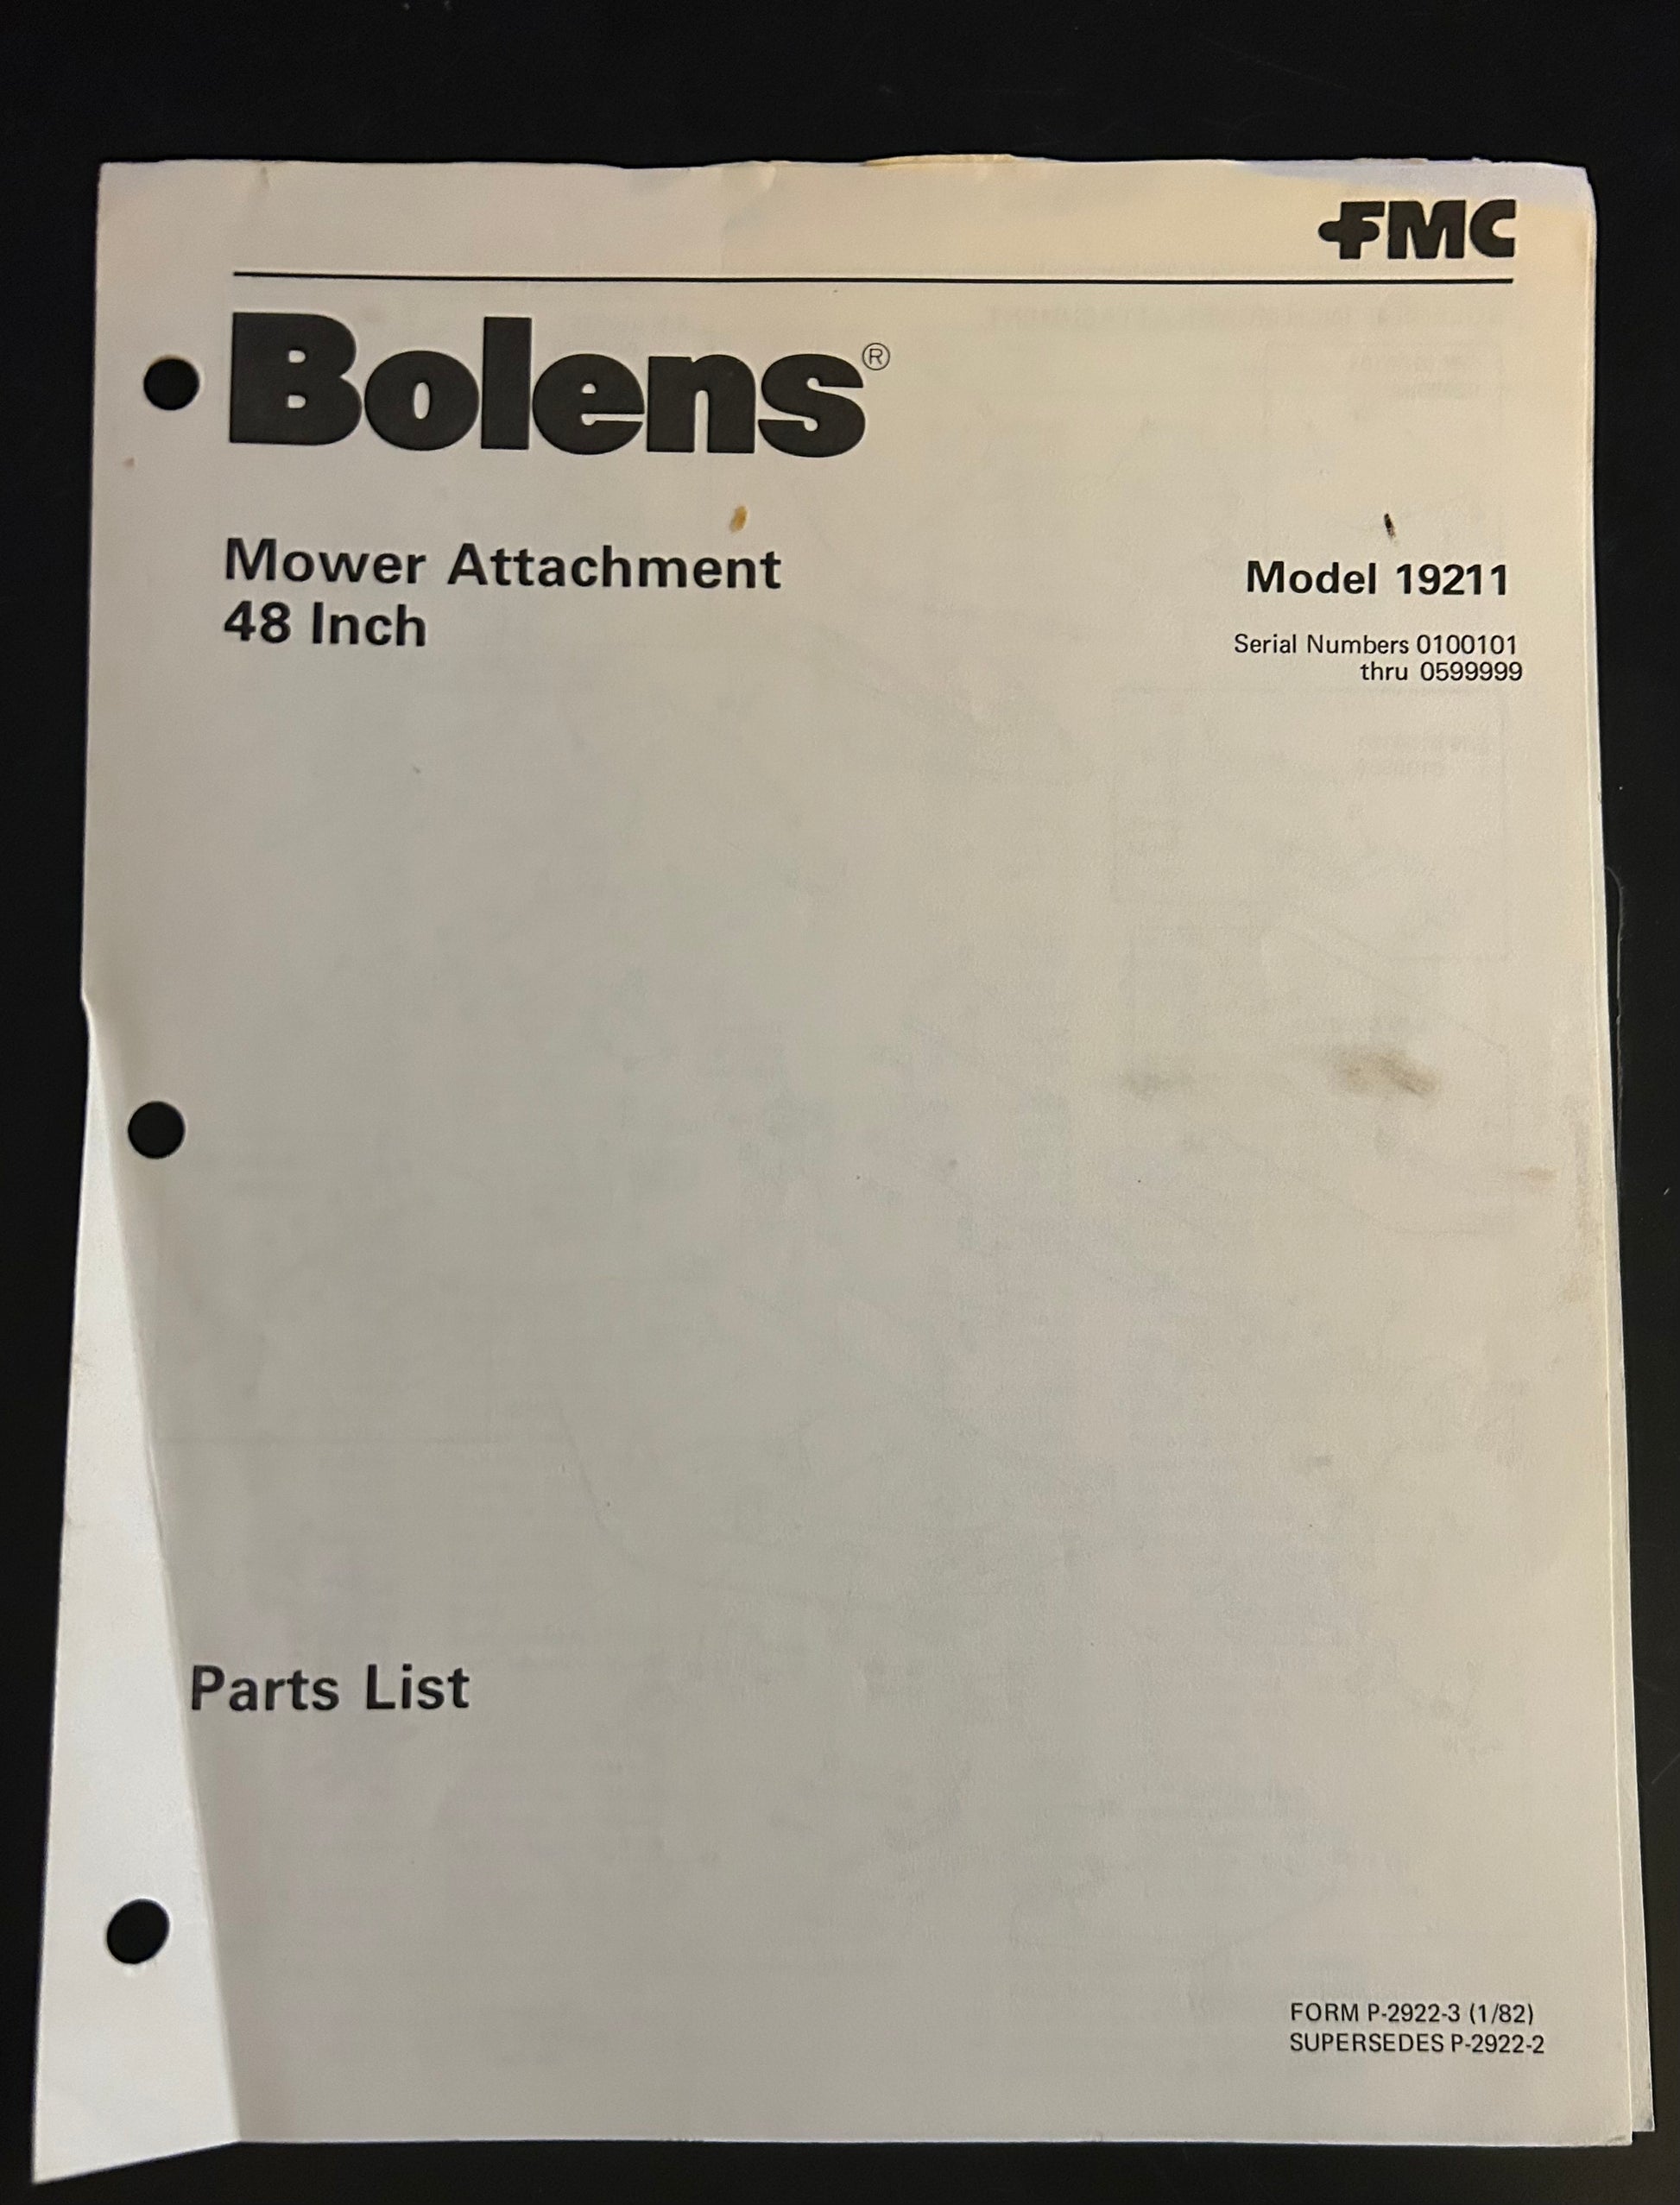 FMC
Bolens®
Mower Attachment
48 Inch
Model 19211
Serial Numbers 0100101
thru 0599999
Parts List
FORM P-2922-3 (1/82)
SUPERSEDES P-2922-2